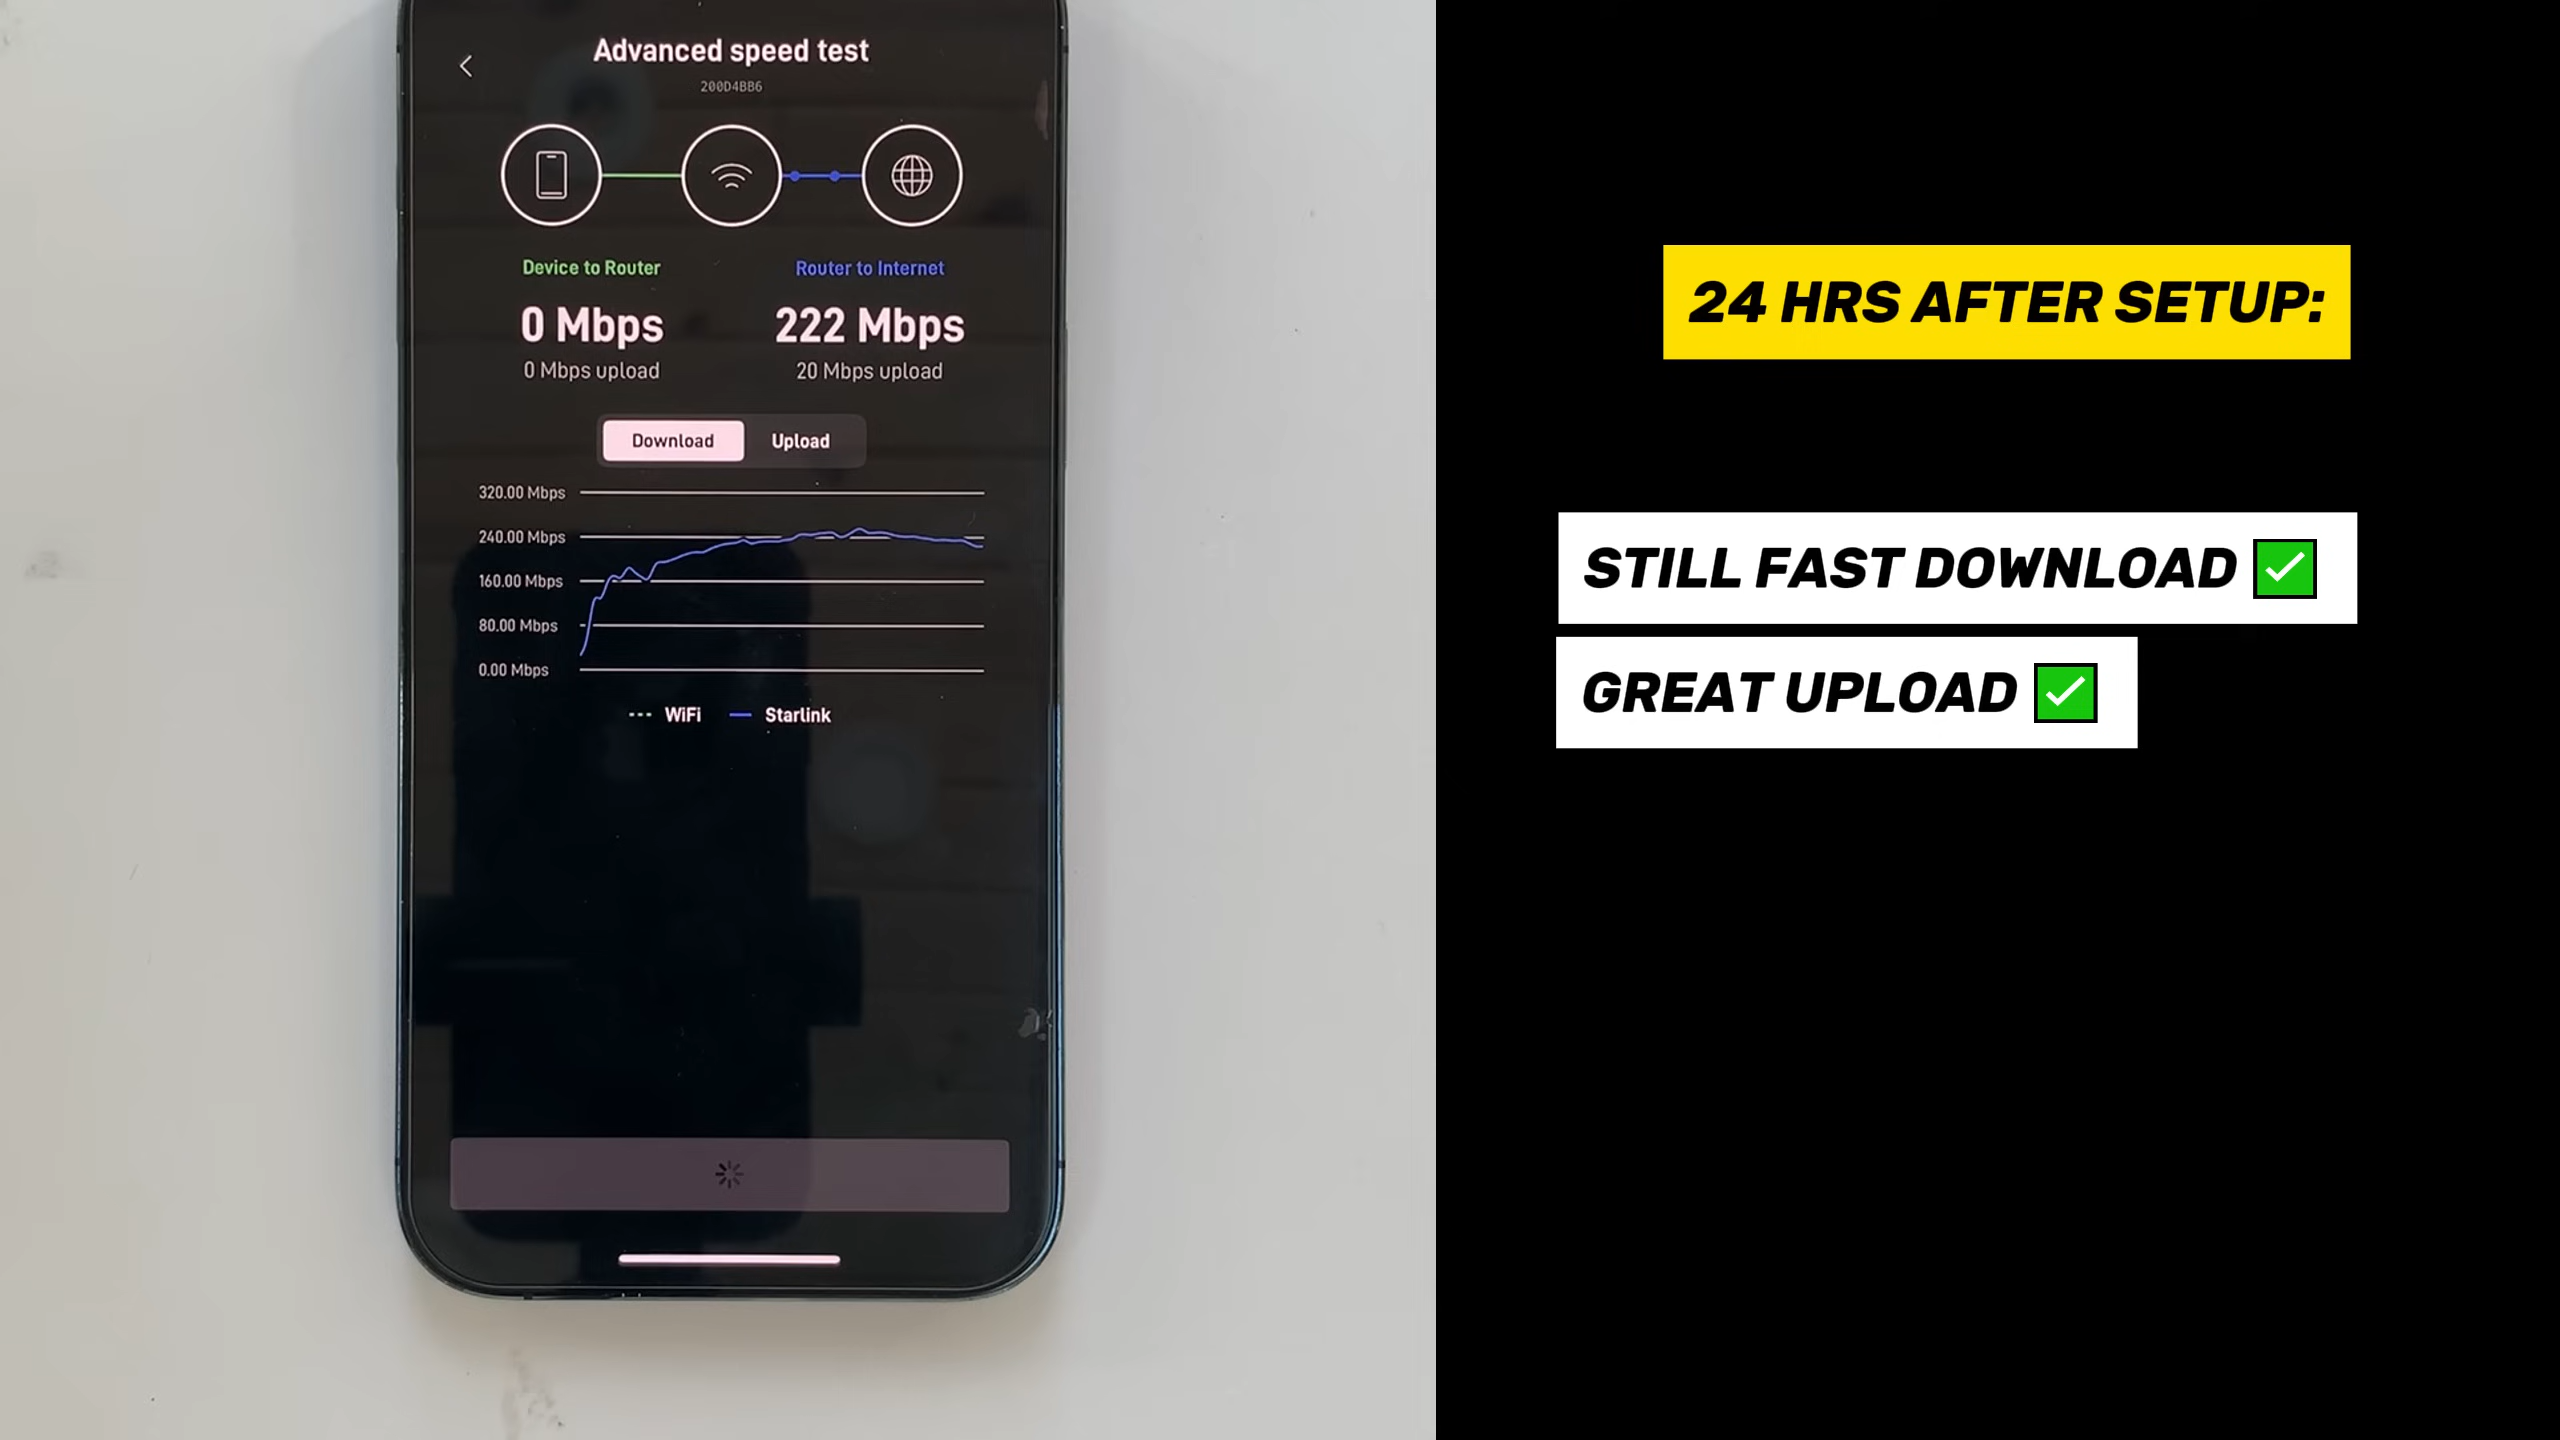 Advanced speed test
200D4BB6
Device to Router
Router to Internet
0 Mbps
222 Mbps
0 Mbps upload
20 Mbps upload
Download
Upload
320.00 Mbps
240.00 Mbps
160.00 Mbps
80.00 Mbps
0.00 Mbps
WiFi
Starlink
24 HRS AFTER SETUP:
STILL FAST DOWNLOAD ✅
GREAT UPLOAD ✅